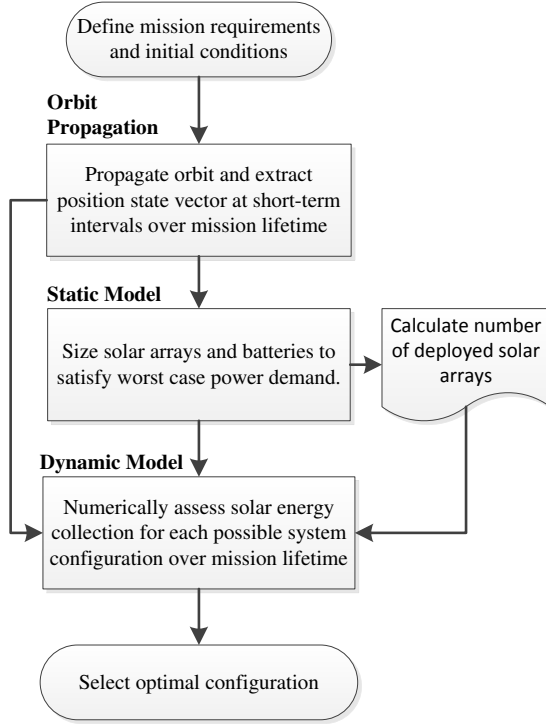 Define mission requirements
and initial conditions
Orbit
Propagation
Propagate orbit and extract
position state vector at short-term
intervals over mission lifetime
Static Model
Size solar arrays and batteries to
satisfy worst case power demand.
Calculate number
of deployed solar
arrays
Dynamic Model
Numerically assess solar energy
collection for each possible system
configuration over mission lifetime
Select optimal configuration